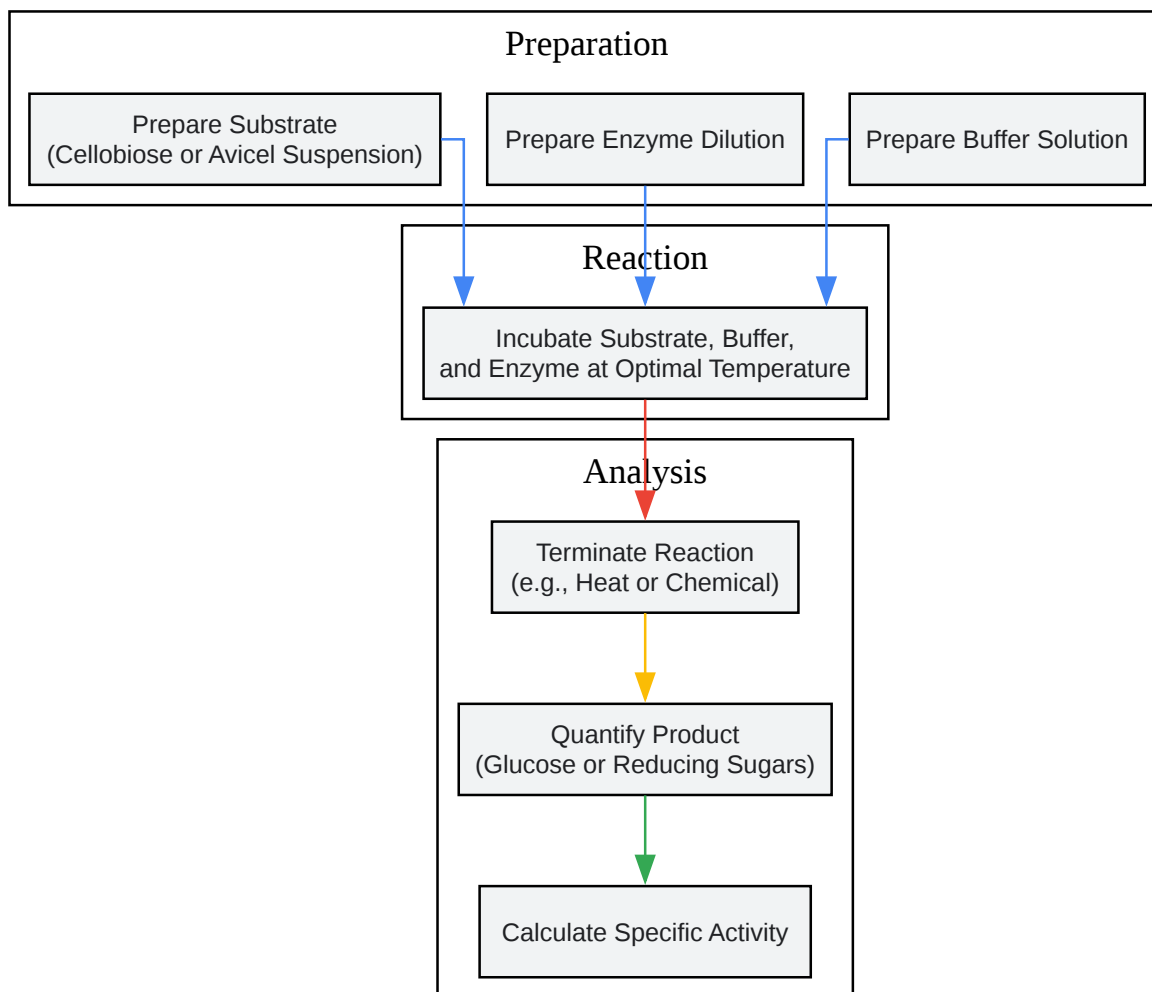 Preparation
Prepare Substrate
(Cellobiose or Avicel Suspension)
Prepare Enzyme Dilution
Prepare Buffer Solution
Reaction
Incubate Substrate, Buffer,
and Enzyme at Optimal Temperature
Analysis
Terminate Reaction
(e.g., Heat or Chemical)
Quantify Product
(Glucose or Reducing Sugars)
Calculate Specific Activity